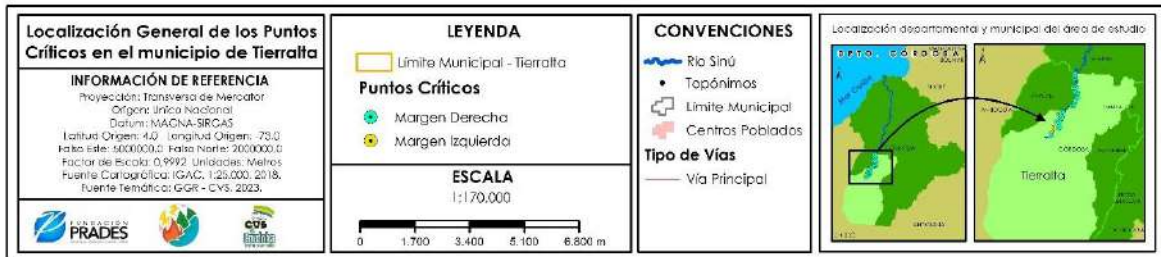 Localización General de los Puntos
Críticos en el municipio de Tierralta
INFORMACIÓN DE REFERENCIA
Proyección: Transversa de Mercator
Origen: Único Nacional
Datum: MAGNA-SIRGAS
Latitud Origen: 4.0 Longitud Origen: -73.0
Falso Este: 5000000.0 Falso Norte: 2000000.0
Factor de Escala: 0,9992 Unidades: Metros
Fuente Cartográfica: IGAC. 1:25.000. 2018.
Fuente Temática: GGR - CVS. 2023.
FUNDACIÓN
PRADES
CVS
LEYENDA
Límite Municipal - Tierralta
Puntos Críticos
Margen Derecha
Margen Izquierda
ESCALA
1:170.000
0 1.700 3.400 5.100 6.800 m
CONVENCIONES
Río Sinú
Topónimos
Límite Municipal
Centros Poblados
Tipo de Vías
Vía Principal
Localización departamental y municipal del área de estudio
DPTO. CÓRDOBA
Tierralta